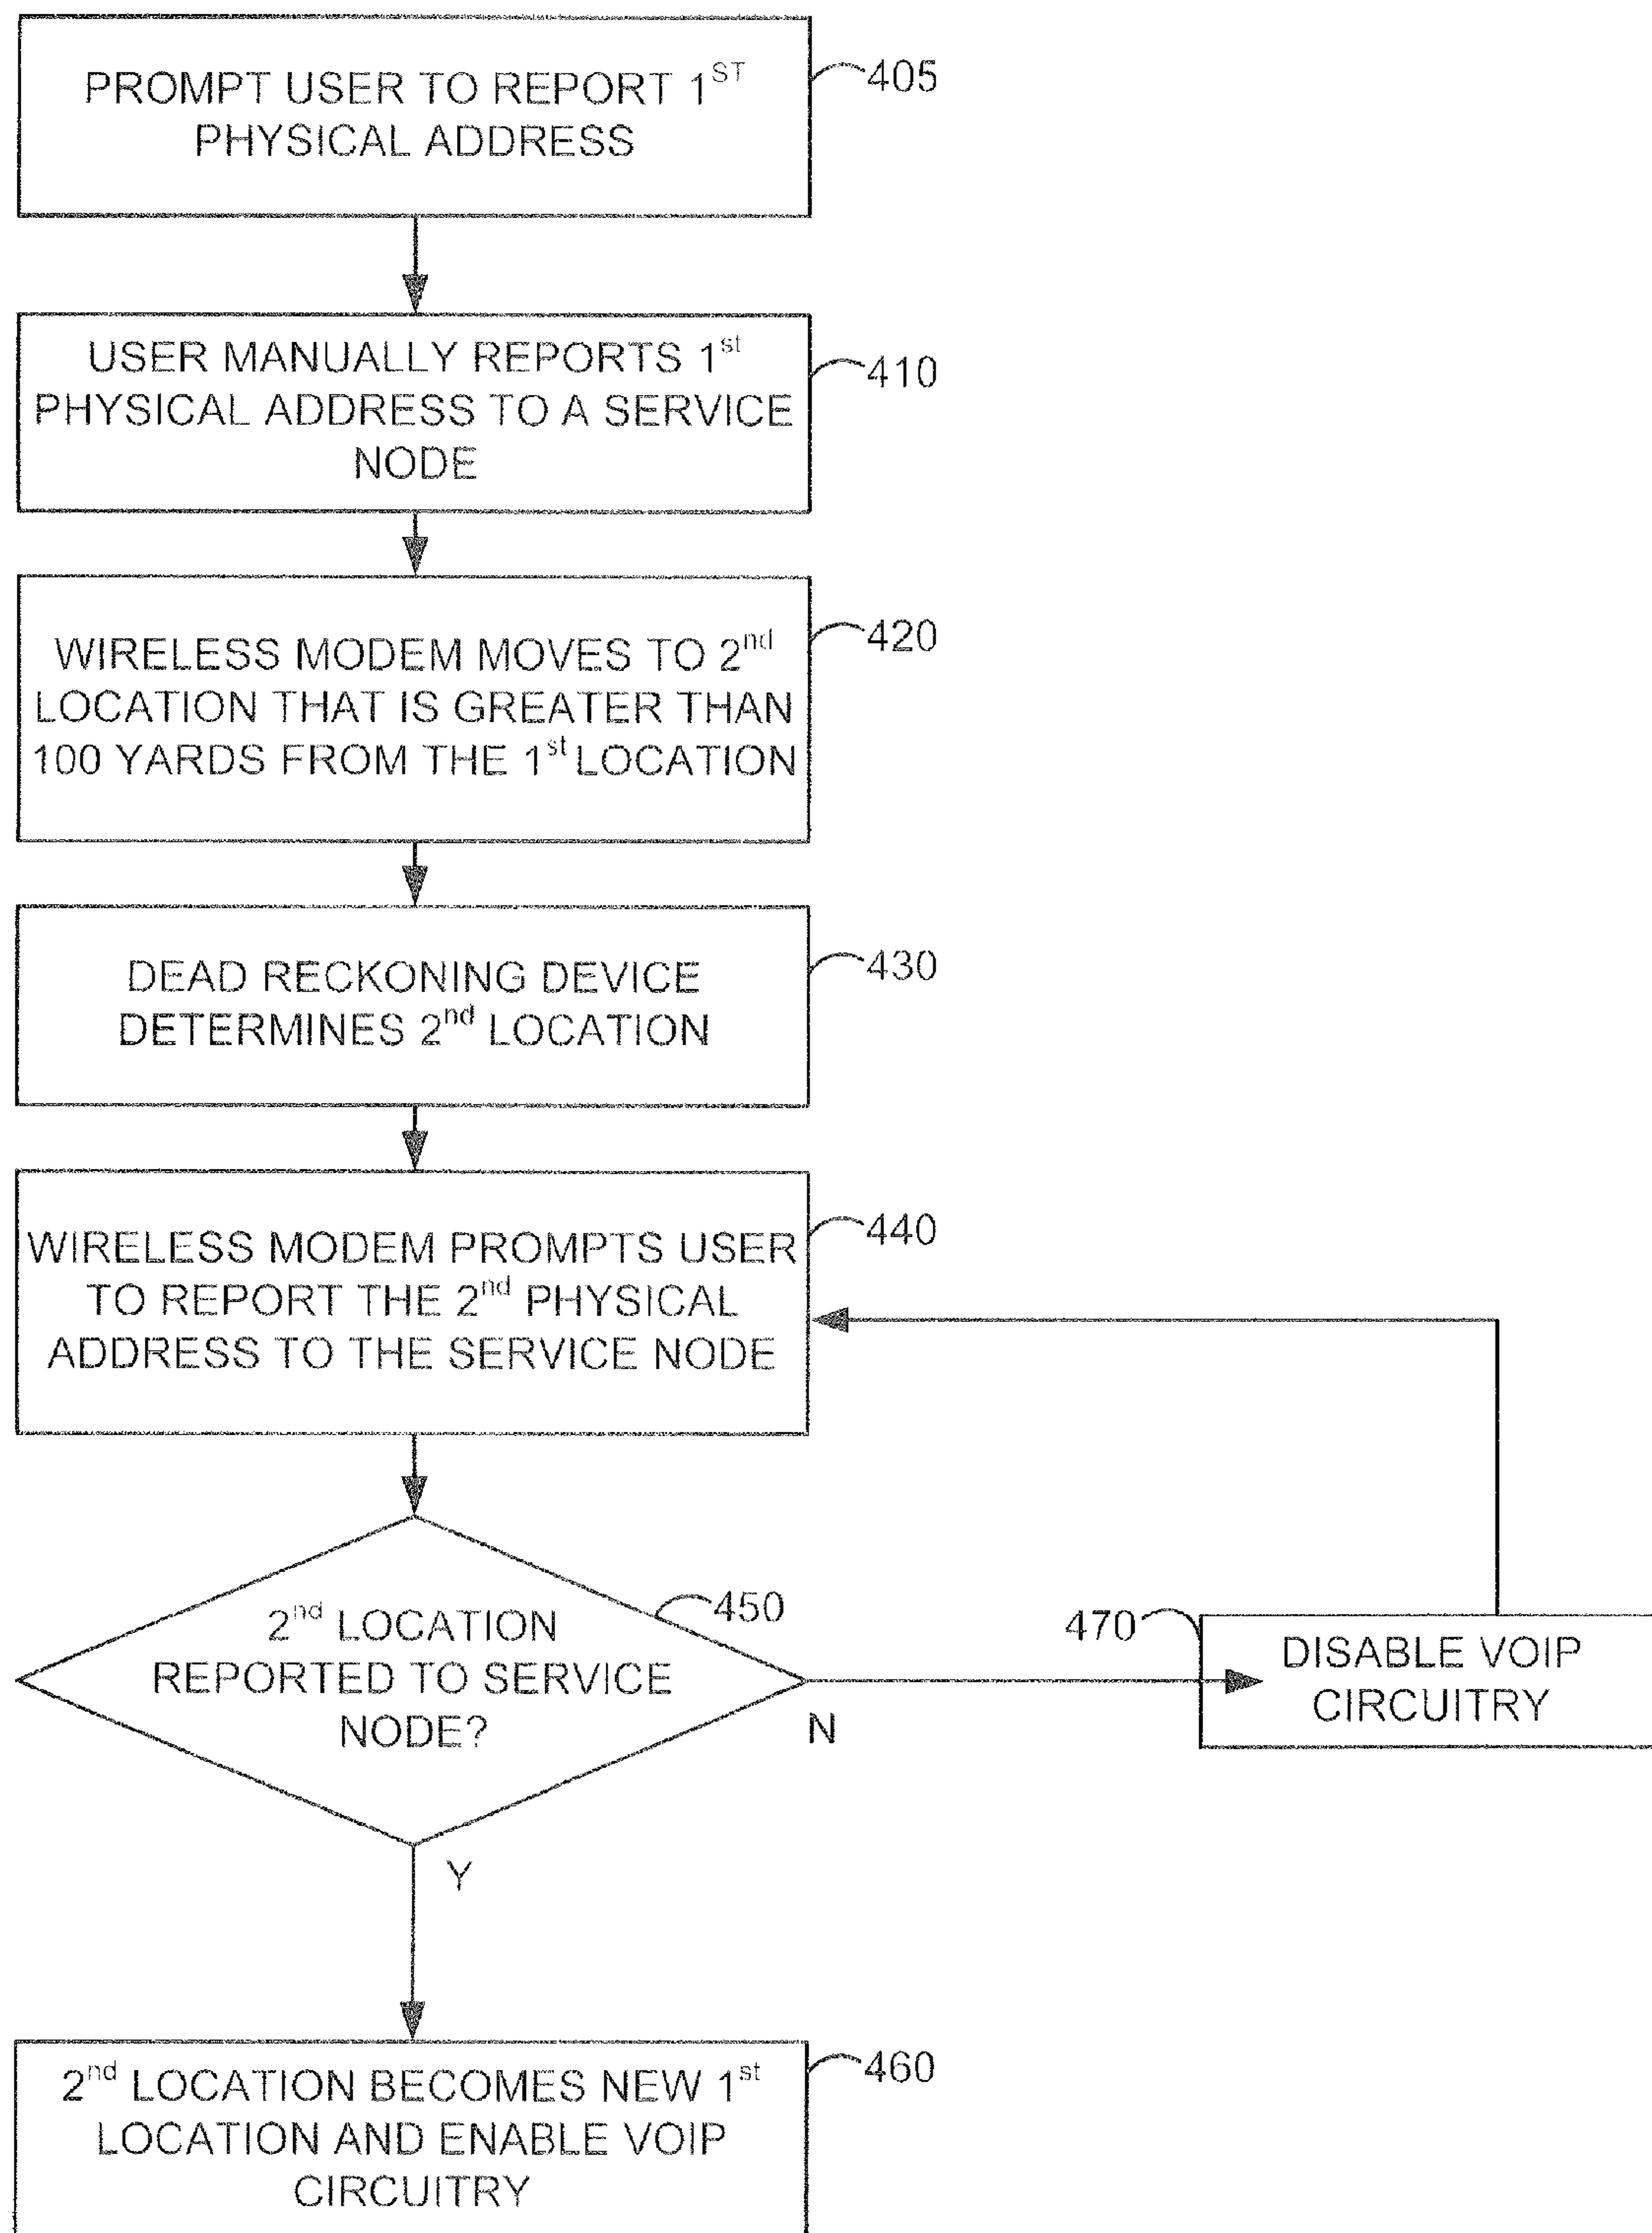 PROMPT USER TO REPORT 1ST
PHYSICAL ADDRESS
405
USER MANUALLY REPORTS 1st
PHYSICAL ADDRESS TO A SERVICE
NODE
410
WIRELESS MODEM MOVES TO 2nd
LOCATION THAT IS GREATER THAN
100 YARDS FROM THE 1st LOCATION
420
DEAD RECKONING DEVICE
DETERMINES 2nd LOCATION
430
WIRELESS MODEM PROMPTS USER
TO REPORT THE 2nd PHYSICAL
ADDRESS TO THE SERVICE NODE
440
2nd LOCATION
REPORTED TO SERVICE
NODE?
450
N
470
DISABLE VOIP
CIRCUITRY
Y
2nd LOCATION BECOMES NEW 1st
LOCATION AND ENABLE VOIP
CIRCUITRY
460